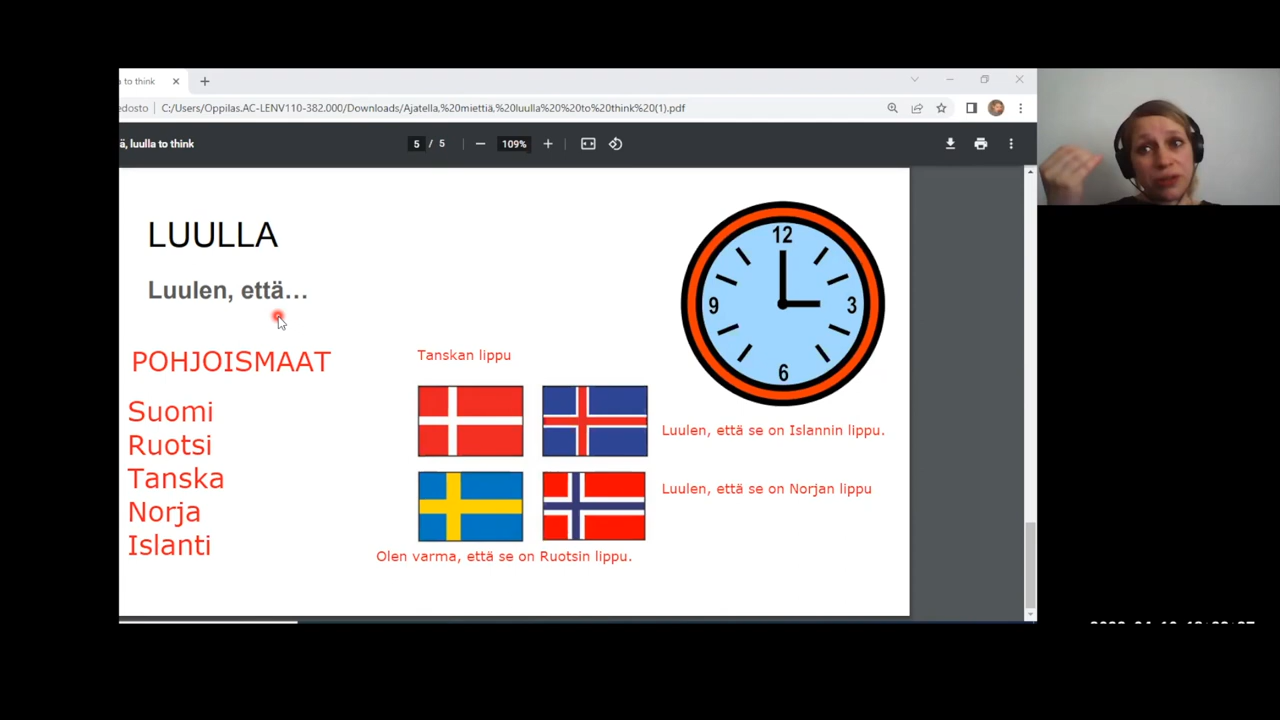 a to think
edosto
C:/Users/Oppilas.AC-LENV110-382.000/Downloads/Ajatella,%20miettiä,%20luulla%20%20to%20think%20(1).pdf
ä, luulla to think
5 / 5
109%
LUULLA
Luulen, että...
POHJOISMAAT
Suomi
Ruotsi
Tanska
Norja
Islanti
Tanskan lippu
12
9
3
6
Luulen, että se on Islannin lippu.
Luulen, että se on Norjan lippu
Olen varma, että se on Ruotsin lippu.